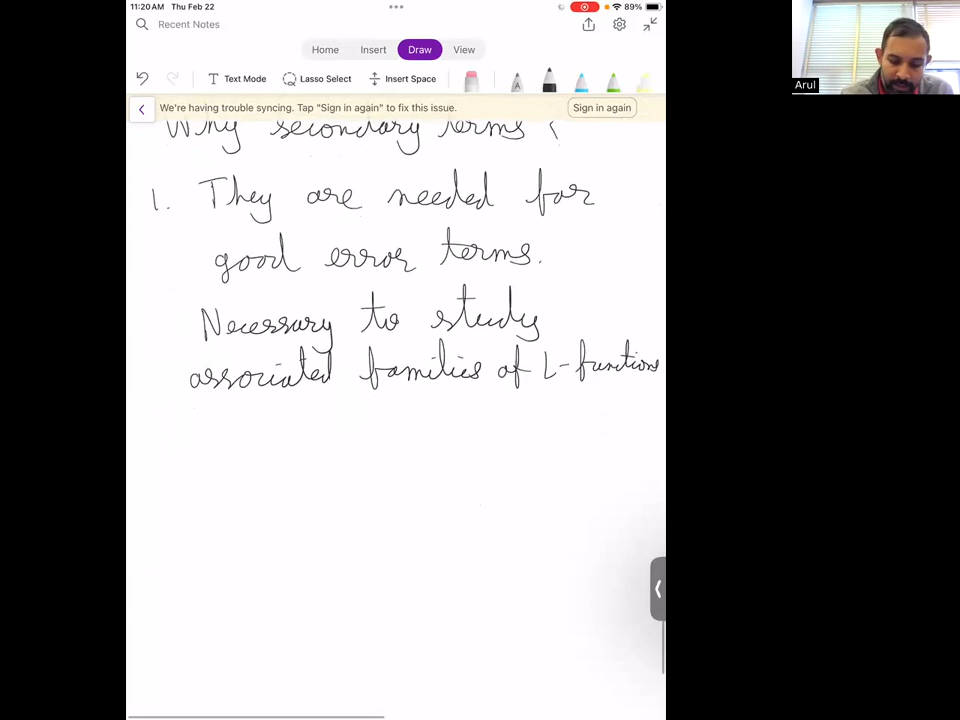 11:20AM Thu Feb 22
89%
Recent Notes
Home Insert Draw View
Text Mode Lasso Select Insert Space
A
We're having trouble syncing. Tap "Sign in again" to fix this issue. Sign in again
Why secondary terms ?
1. They are needed for
good error terms.
Necessary to study
associated families of L-functions
Arul